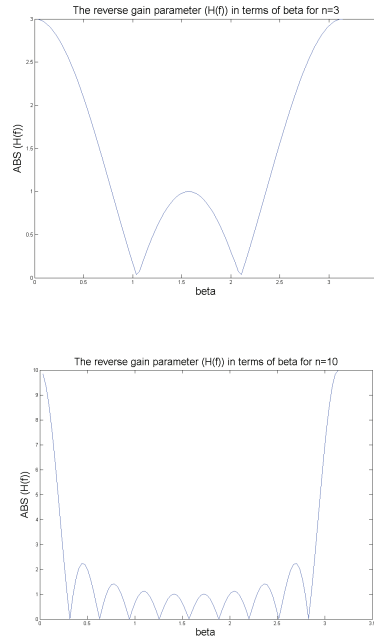 The reverse gain parameter (H(f)) in terms of beta for n=3
3
2.5
2
1.5
1
0.5
0
ABS (H(f))
0 0.5 1 1.5 2 2.5 3
beta
The reverse gain parameter (H(f)) in terms of beta for n=10
10
9
8
7
6
5
4
3
2
1
0
ABS (H(f))
0 0.5 1 1.5 2 2.5 3 3.5
beta